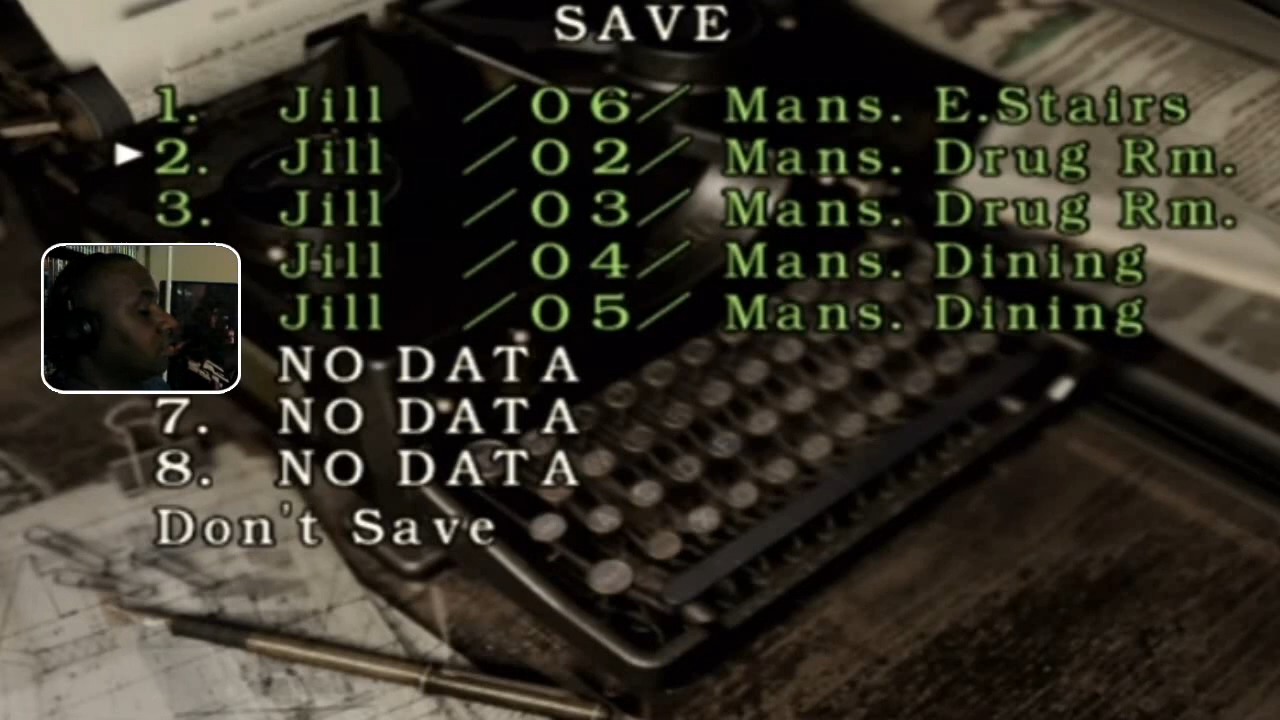 SAVE
1. Jill ／06／ Mans. E.Stairs
2. Jill ／02／ Mans. Drug Rm.
3. Jill ／03／ Mans. Drug Rm.
Jill ／04／ Mans. Dining
Jill ／05／ Mans. Dining
NO DATA
7. NO DATA
8. NO DATA
Don't Save